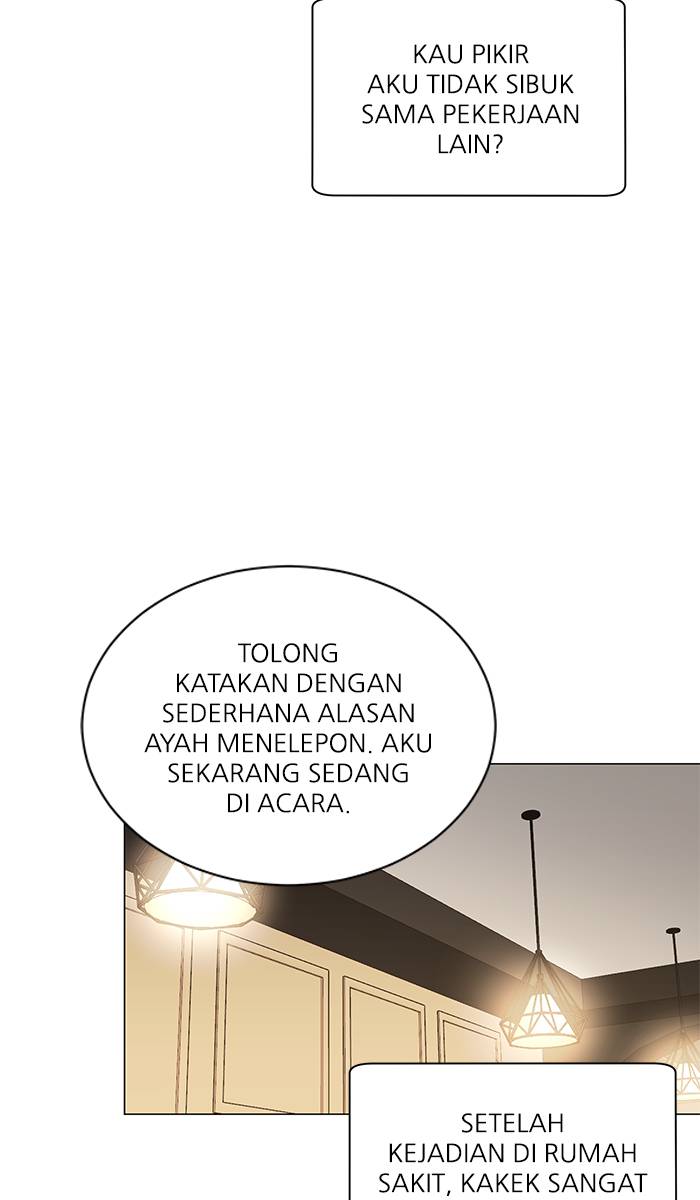 KAU PIKIR
AKU TIDAK SIBUK
SAMA PEKERJAAN
LAIN?
TOLONG
KATAKAN DENGAN
SEDERHANA ALASAN
AYAH MENELEPON. AKU
SEKARANG SEDANG
DI ACARA.
SETELAH
KEJADIAN DI RUMAH
SAKIT, KAKEK SANGAT